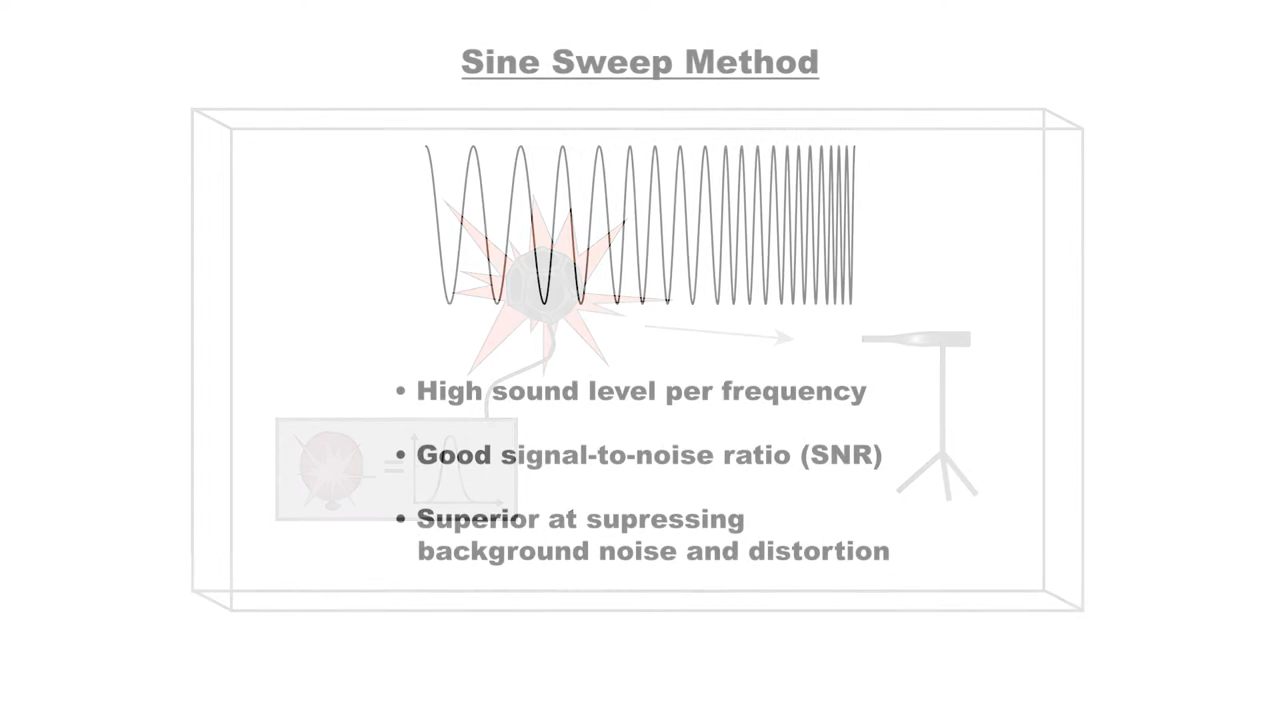 Sine Sweep Method
• High sound level per frequency
• Good signal-to-noise ratio (SNR)
• Superior at supressing
background noise and distortion